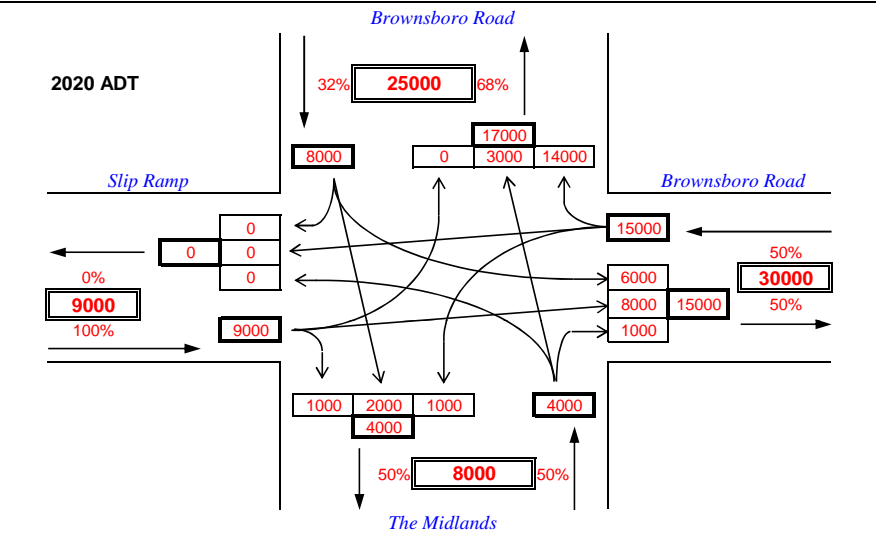 Brownsboro Road
2020 ADT
32% 25000 68%
17000
8000 0 3000 14000
Slip Ramp Brownsboro Road
0 15000
0 0 50%
0% 0 6000 30000
9000 8000 15000 50%
100% 9000 1000
1000 2000 1000 4000
4000
50% 8000 50%
The Midlands